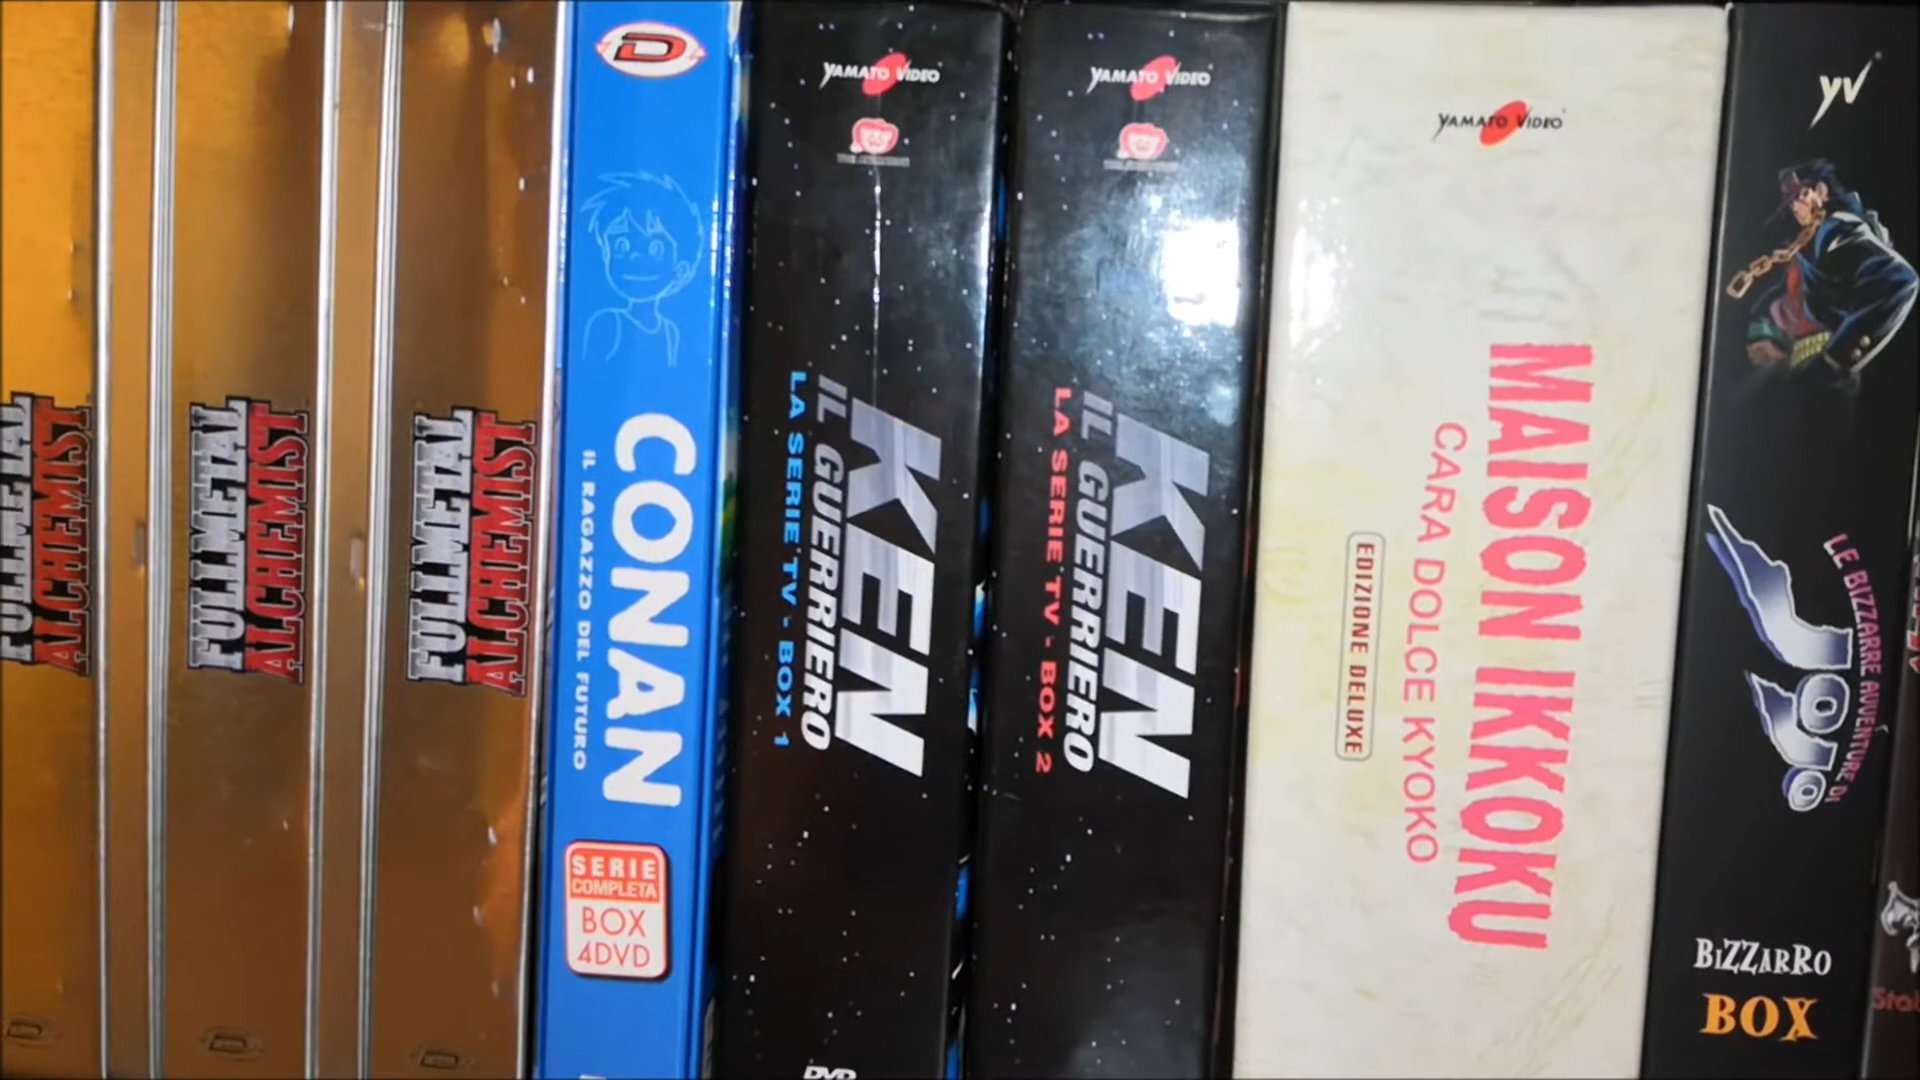 FULLMETAL
ALCHEMIST
FULLMETAL
ALCHEMIST
FULLMETAL
ALCHEMIST
D
CONAN
IL RAGAZZO DEL FUTURO
SERIE
COMPLETA
BOX
4DVD
YAMATO VIDEO
KEN
IL GUERRIERO
LA SERIE TV - BOX 1
DVD
YAMATO VIDEO
KEN
IL GUERRIERO
LA SERIE TV - BOX 2
YAMATO VIDEO
MAISON IKKOKU
CARA DOLCE KYOKO
EDIZIONE DELUXE
YV
LE BIZZARRE AVVENTURE DI
JOJO
BIZZARRO
BOX